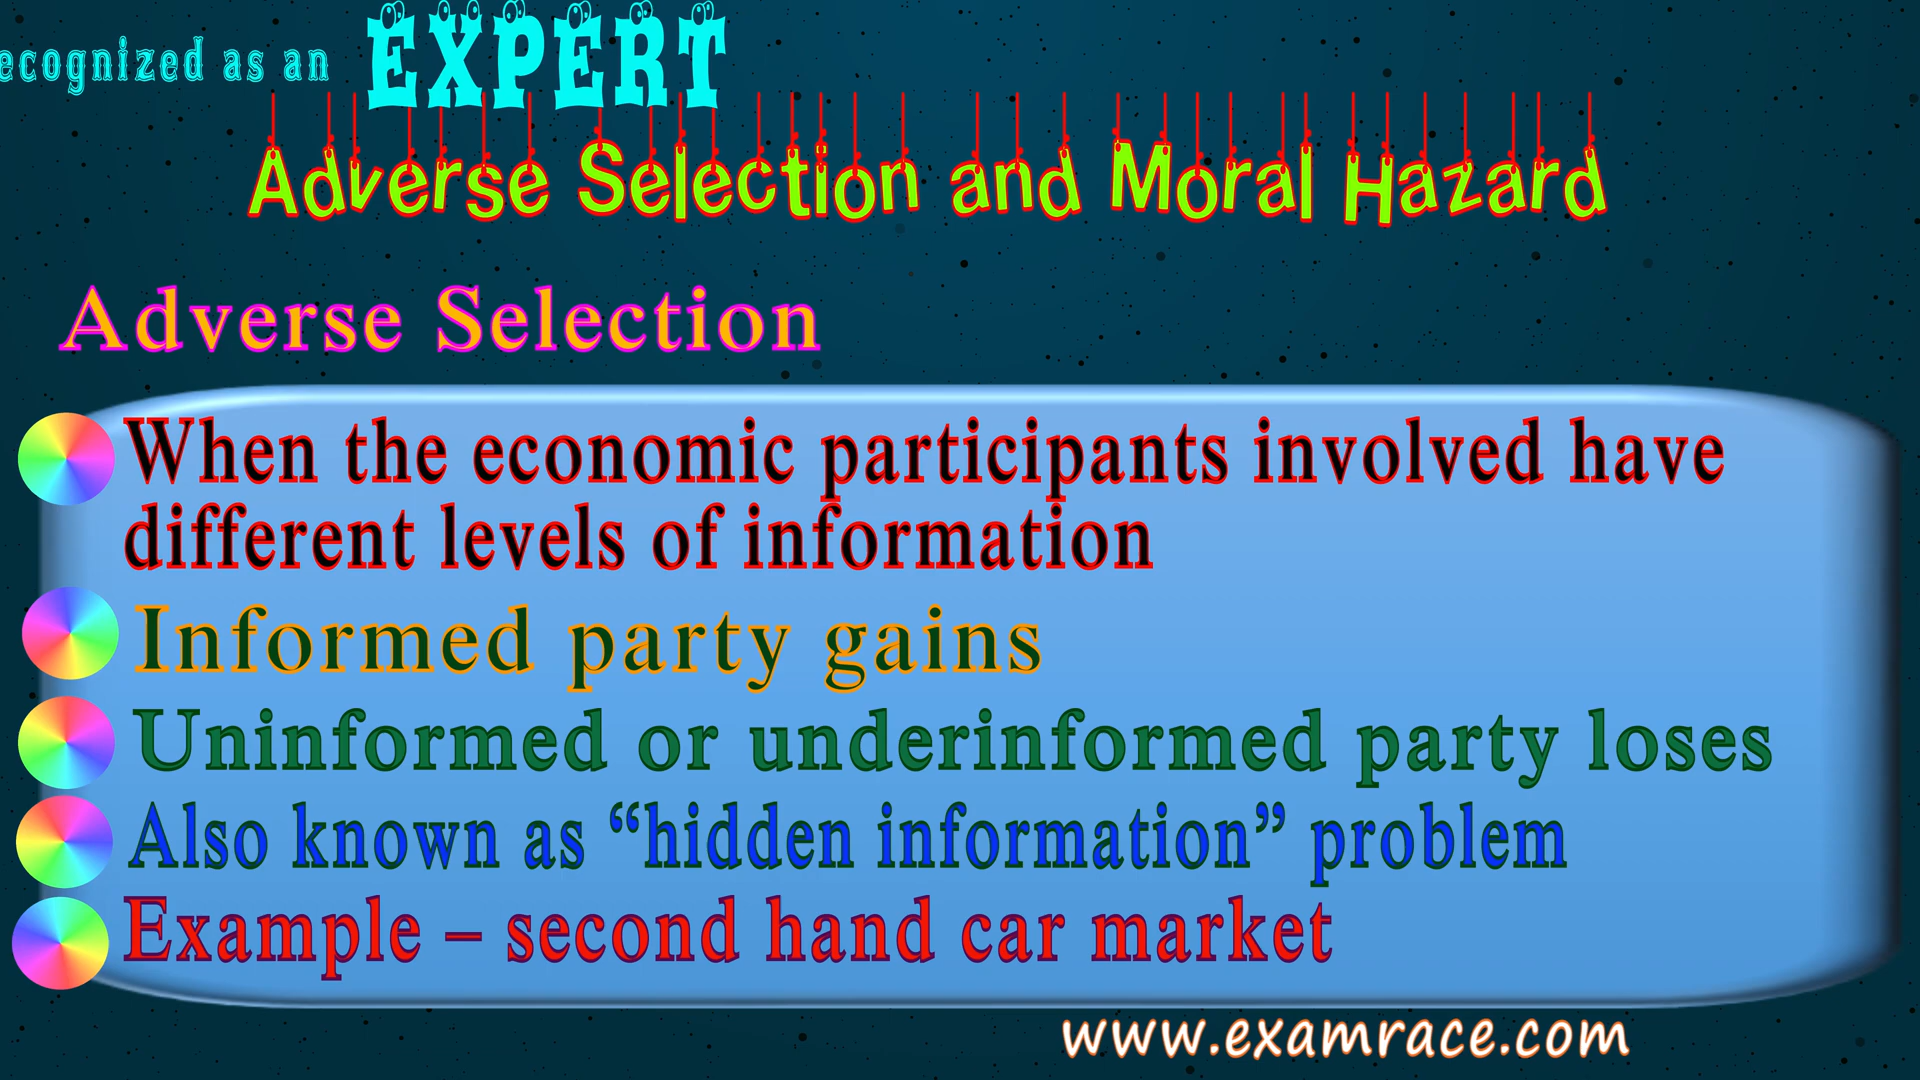 ecognized as an EXPERT
Adverse Selection and Moral Hazard
Adverse Selection
When the economic participants involved have
different levels of information
Informed party gains
Uninformed or underinformed party loses
Also known as “hidden information” problem
Example – second hand car market
www.examrace.com